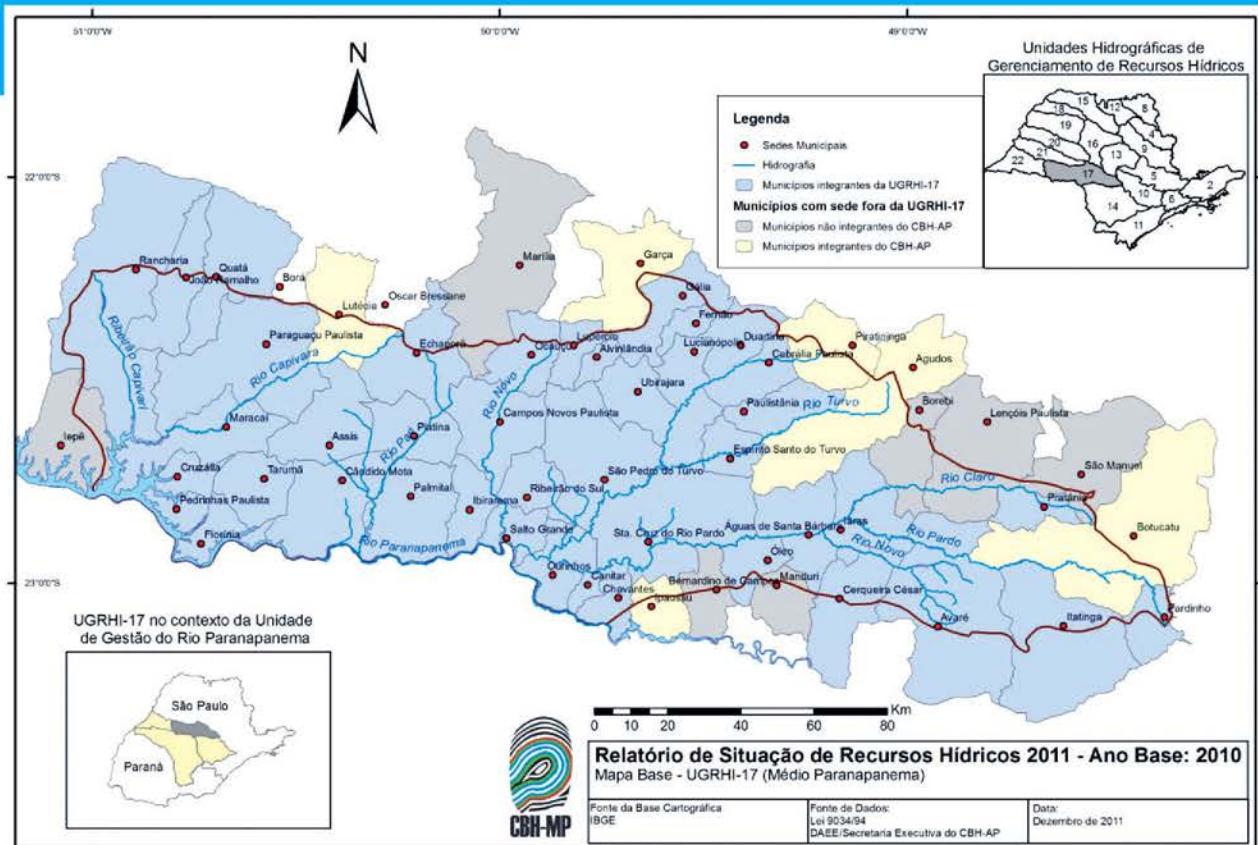 51°0'0"W
50°0'0"W
49°0'0"W
N
Unidades Hidrográficas de
Gerenciamento de Recursos Hídricos
15
12
8
18
19
4
16
9
20
13
21
22
17
5
2
10
6
3
14
11
Legenda
Sedes Municipais
Hidrografia
Municípios integrantes da UGRHI-17
Municípios com sede fora da UGRHI-17
Municípios não integrantes do CBH-AP
Municípios integrantes do CBH-AP
22°0'0"S
23°0'0"S
Marília
Garça
Rancharia
Quatá
João Ramalho
Borá
Gália
Lutécia
Oscar Bressane
Fernão
Paraguaçu Paulista
Echaporã
Ocauçu
Lupércio
Alvinlândia
Lucianópolis
Duartina
Piratininga
Cabrália Paulista
Agudos
Ribeirão Capivari
Rio Capivara
Rio Novo
Ubirajara
Paulistânia
Rio Turvo
Borebi
Lençóis Paulista
Maracaí
Campos Novos Paulista
Iepê
Assis
Rio Pari
Platina
Espírito Santo do Turvo
Cruzália
Tarumã
Cândido Mota
São Pedro do Turvo
São Manuel
Rio Claro
Pedrinhas Paulista
Palmital
Ibirarema
Ribeirão do Sul
Pratânia
Florínia
Rio Paranapanema
Salto Grande
Sta. Cruz do Rio Pardo
Águas de Santa Bárbara
Iaras
Rio Pardo
Rio Novo
Botucatu
Ourinhos
Óleo
Canitar
Chavantes
Bernardino de Campos
Manduri
Ipaussu
Cerqueira César
Avaré
Itatinga
Pardinho
UGRHI-17 no contexto da Unidade
de Gestão do Rio Paranapanema
São Paulo
Paraná
Km
0 20 40 60 80
CBH-MP
Relatório de Situação de Recursos Hídricos 2011 - Ano Base: 2010
Mapa Base - UGRHI-17 (Médio Paranapanema)
Fonte da Base Cartográfica
IBGE
Fonte de Dados:
Lei 9034/94
DAEE/Secretaria Executiva do CBH-AP
Data:
Dezembro de 2011